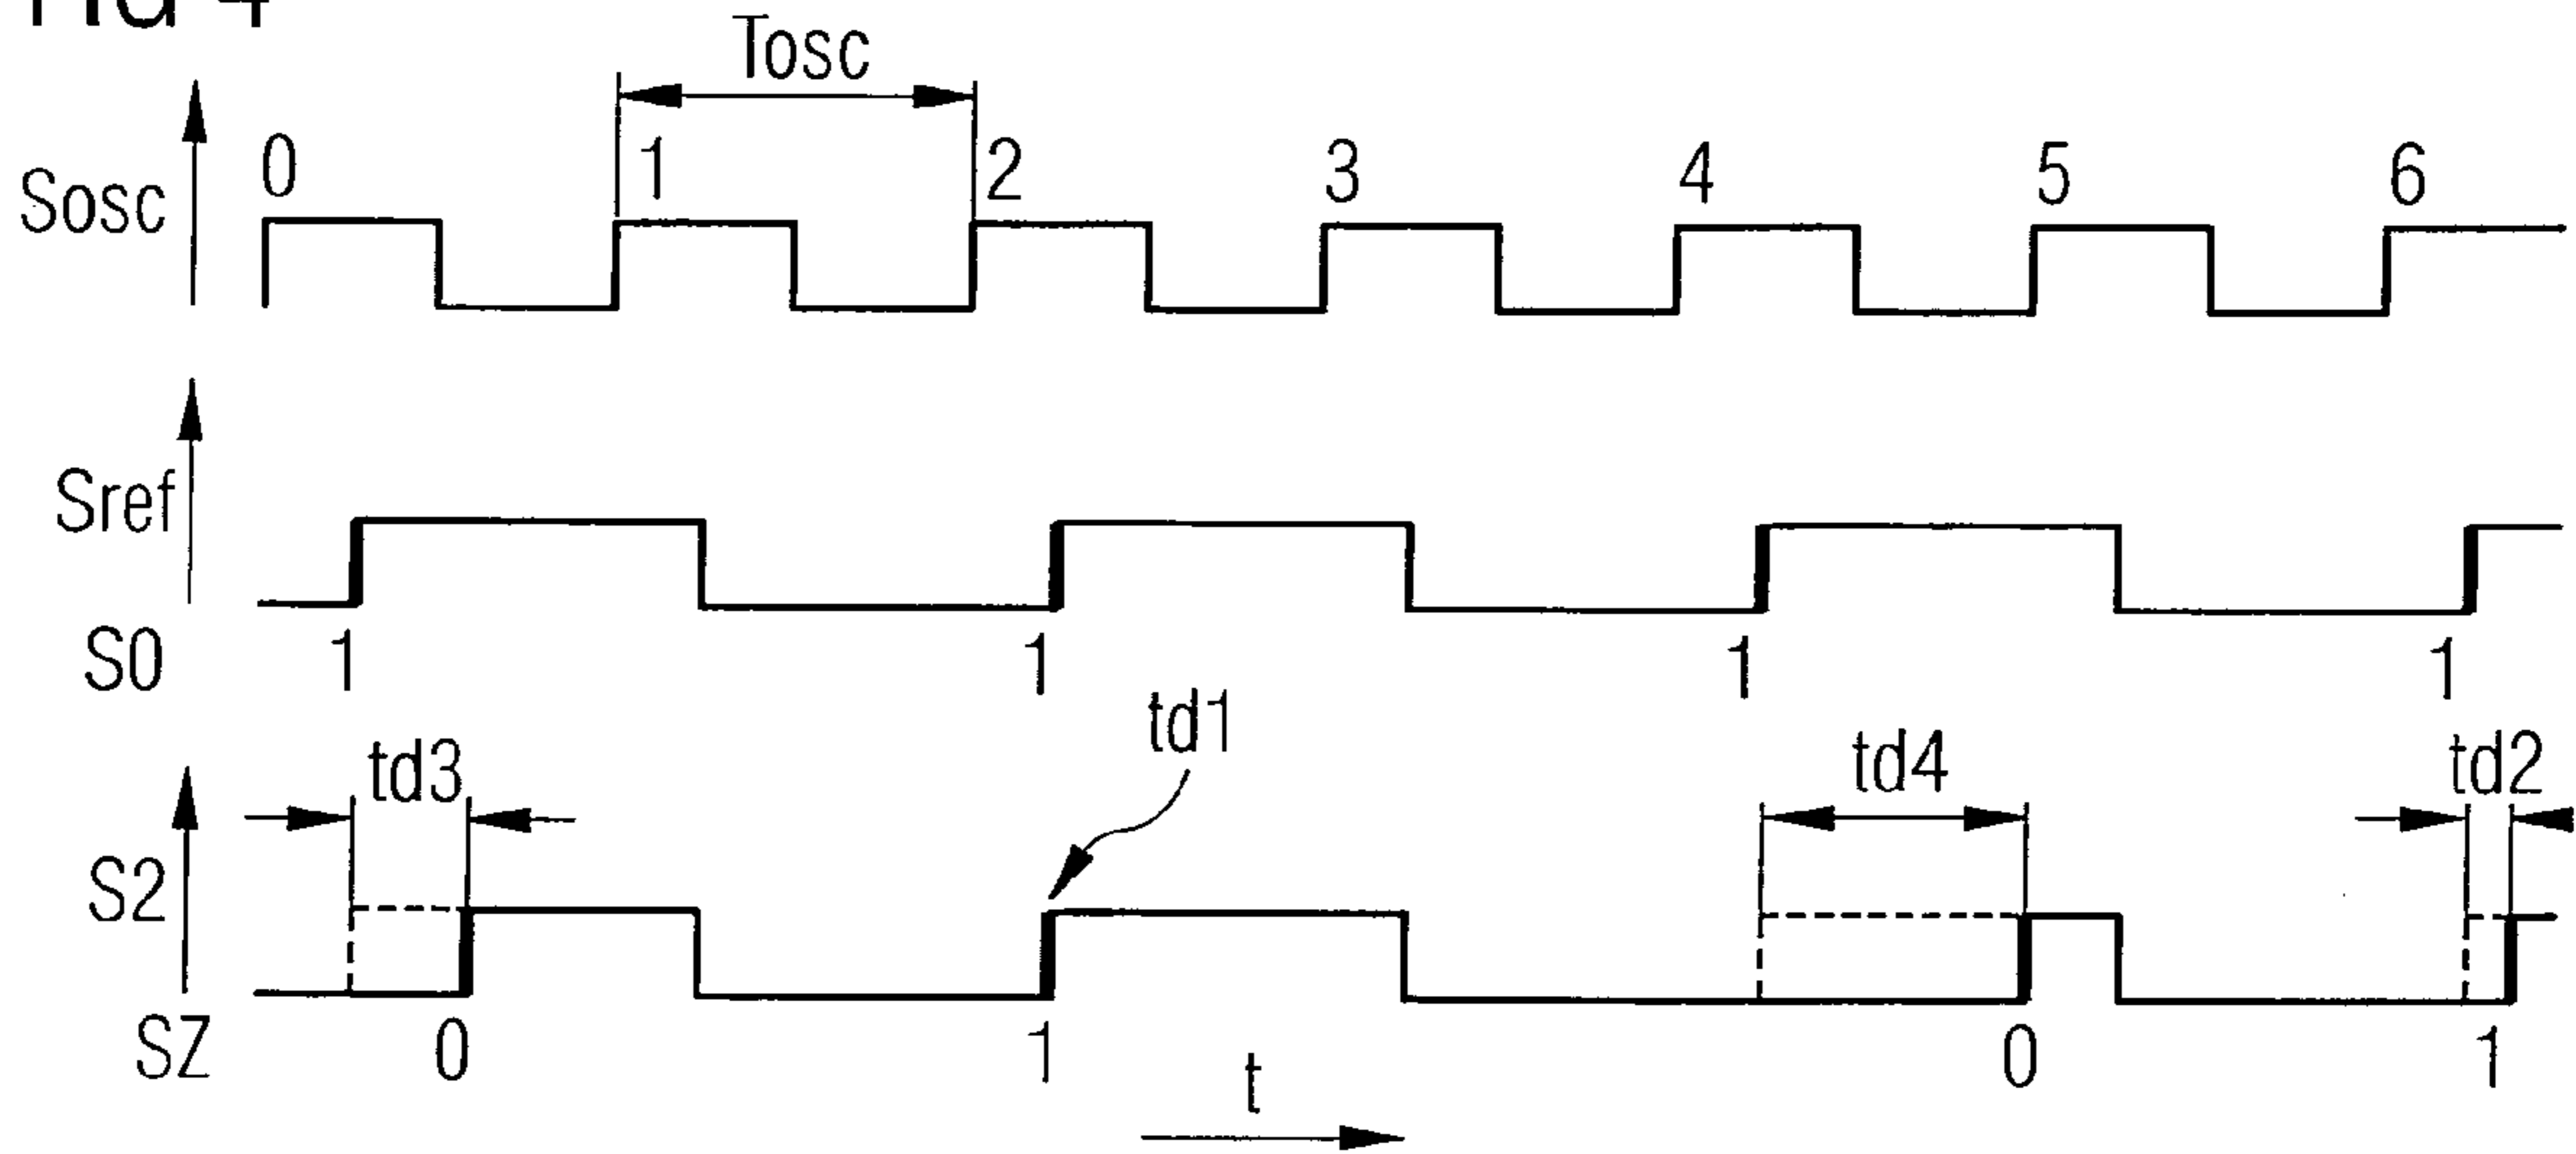 Tosc
Sosc 0 1 2 3 4 5 6
Sref
S0 1 1 1 1
td3 td1 td4 td2
S2
SZ 0 1 0 1
t